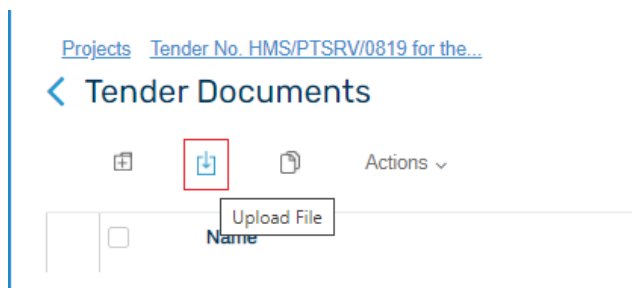 Projects Tender No. HMS/PTSRV/0819 for the...
Tender Documents
Actions
Upload File
Name